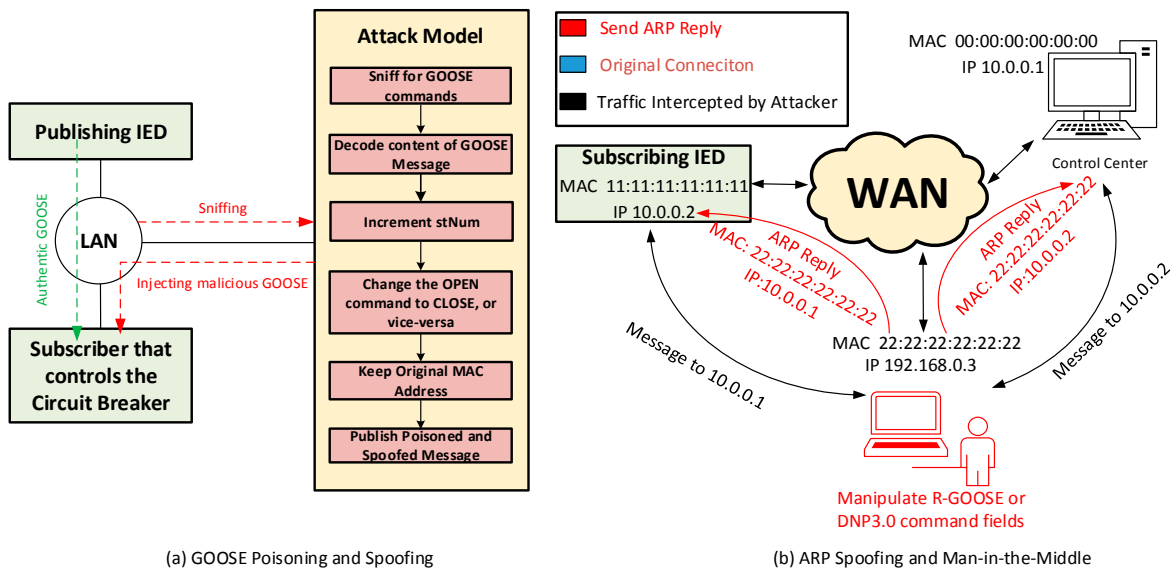 Publishing IED
Authentic GOOSE
LAN
Sniffing
Injecting malicious GOOSE
Subscriber that
controls the
Circuit Breaker
Attack Model
Sniff for GOOSE
commands
Decode content of GOOSE
Message
Increment stNum
Change the OPEN
command to CLOSE, or
vice-versa
Keep Original MAC
Address
Publish Poisoned and
Spoofed Message
(a) GOOSE Poisoning and Spoofing
Send ARP Reply
Original Conneciton
Traffic Intercepted by Attacker
MAC 00:00:00:00:00:00
IP 10.0.0.1
Control Center
Subscribing IED
MAC 11:11:11:11:11:11
IP 10.0.0.2
WAN
ARP Reply
MAC: 22:22:22:22:22:22
IP:10.0.0.1
ARP Reply
MAC: 22:22:22:22:22:22
IP:10.0.0.2
Message to 10.0.0.1
Message to 10.0.0.2
MAC 22:22:22:22:22:22
IP 192.168.0.3
Manipulate R-GOOSE or
DNP3.0 command fields
(b) ARP Spoofing and Man-in-the-Middle